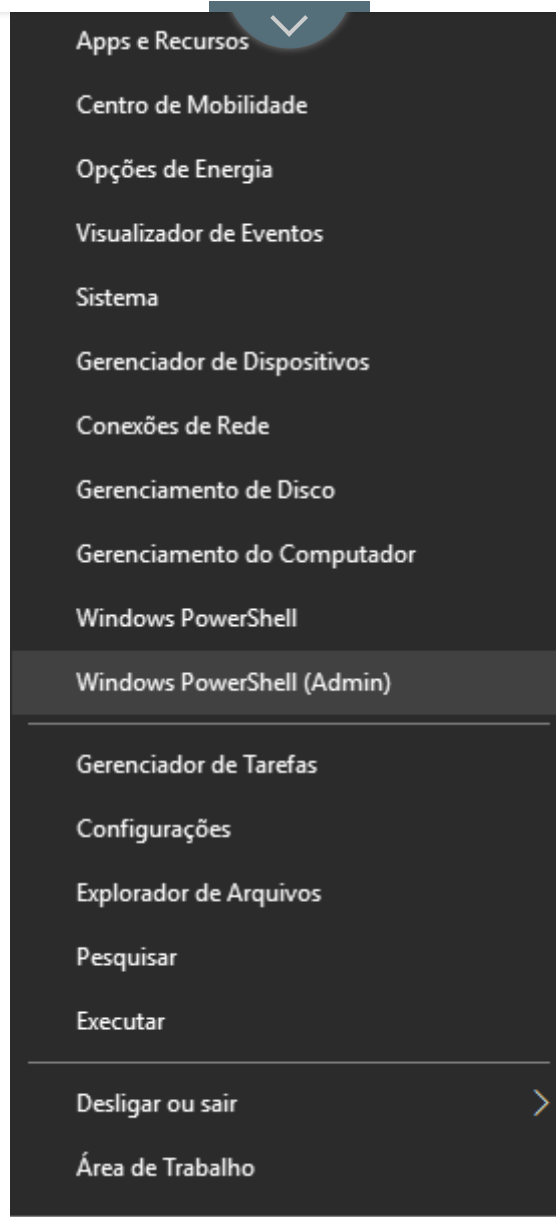 Apps e Recursos
Centro de Mobilidade
Opções de Energia
Visualizador de Eventos
Sistema
Gerenciador de Dispositivos
Conexões de Rede
Gerenciamento de Disco
Gerenciamento do Computador
Windows PowerShell
Windows PowerShell (Admin)
Gerenciador de Tarefas
Configurações
Explorador de Arquivos
Pesquisar
Executar
Desligar ou sair
Área de Trabalho